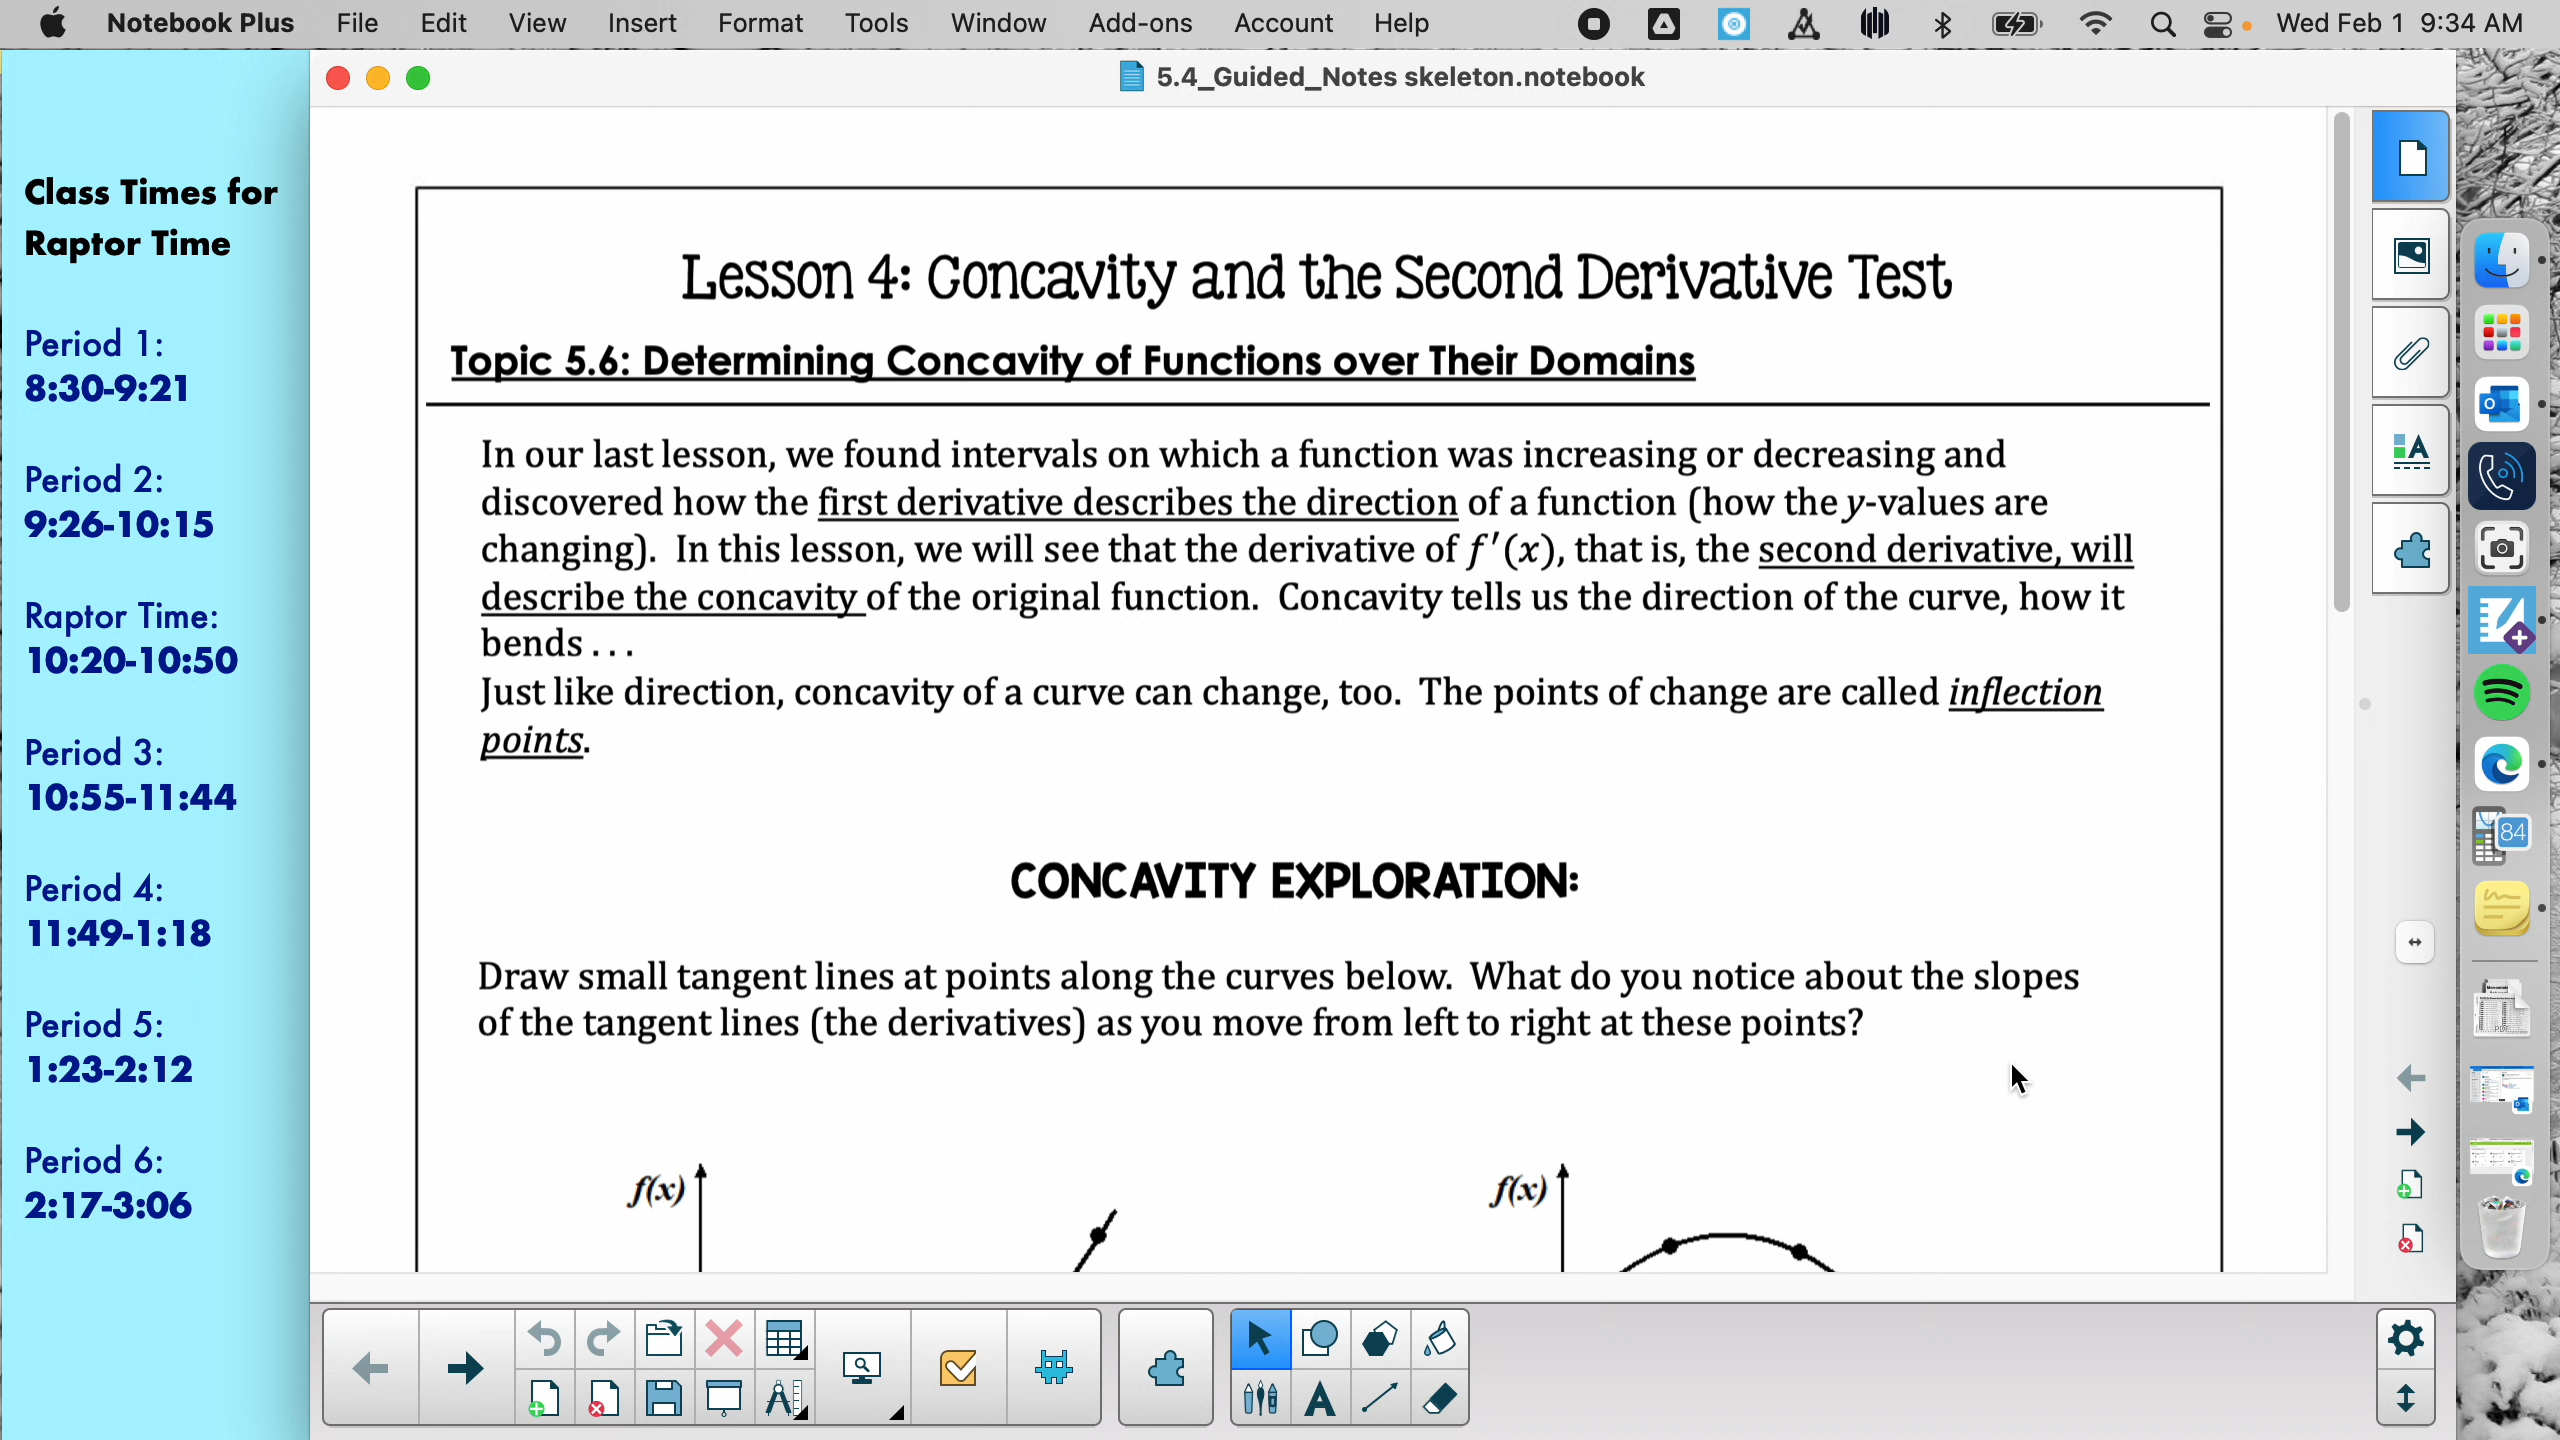 Notebook Plus File Edit View Insert Format Tools Window Add-ons Account Help Wed Feb 1 9:34 AM
5.4_Guided_Notes skeleton.notebook
Class Times for
Raptor Time
Period 1:
8:30-9:21
Period 2:
9:26-10:15
Raptor Time:
10:20-10:50
Period 3:
10:55-11:44
Period 4:
11:49-1:18
Period 5:
1:23-2:12
Period 6:
2:17-3:06
Lesson 4: Concavity and the Second Derivative Test
Topic 5.6: Determining Concavity of Functions over Their Domains
In our last lesson, we found intervals on which a function was increasing or decreasing and
discovered how the first derivative describes the direction of a function (how the y-values are
changing). In this lesson, we will see that the derivative of f′(x), that is, the second derivative, will
describe the concavity of the original function. Concavity tells us the direction of the curve, how it
bends . . .
Just like direction, concavity of a curve can change, too. The points of change are called inflection
points.
CONCAVITY EXPLORATION:
Draw small tangent lines at points along the curves below. What do you notice about the slopes
of the tangent lines (the derivatives) as you move from left to right at these points?
f(x) f(x)
A
84
A